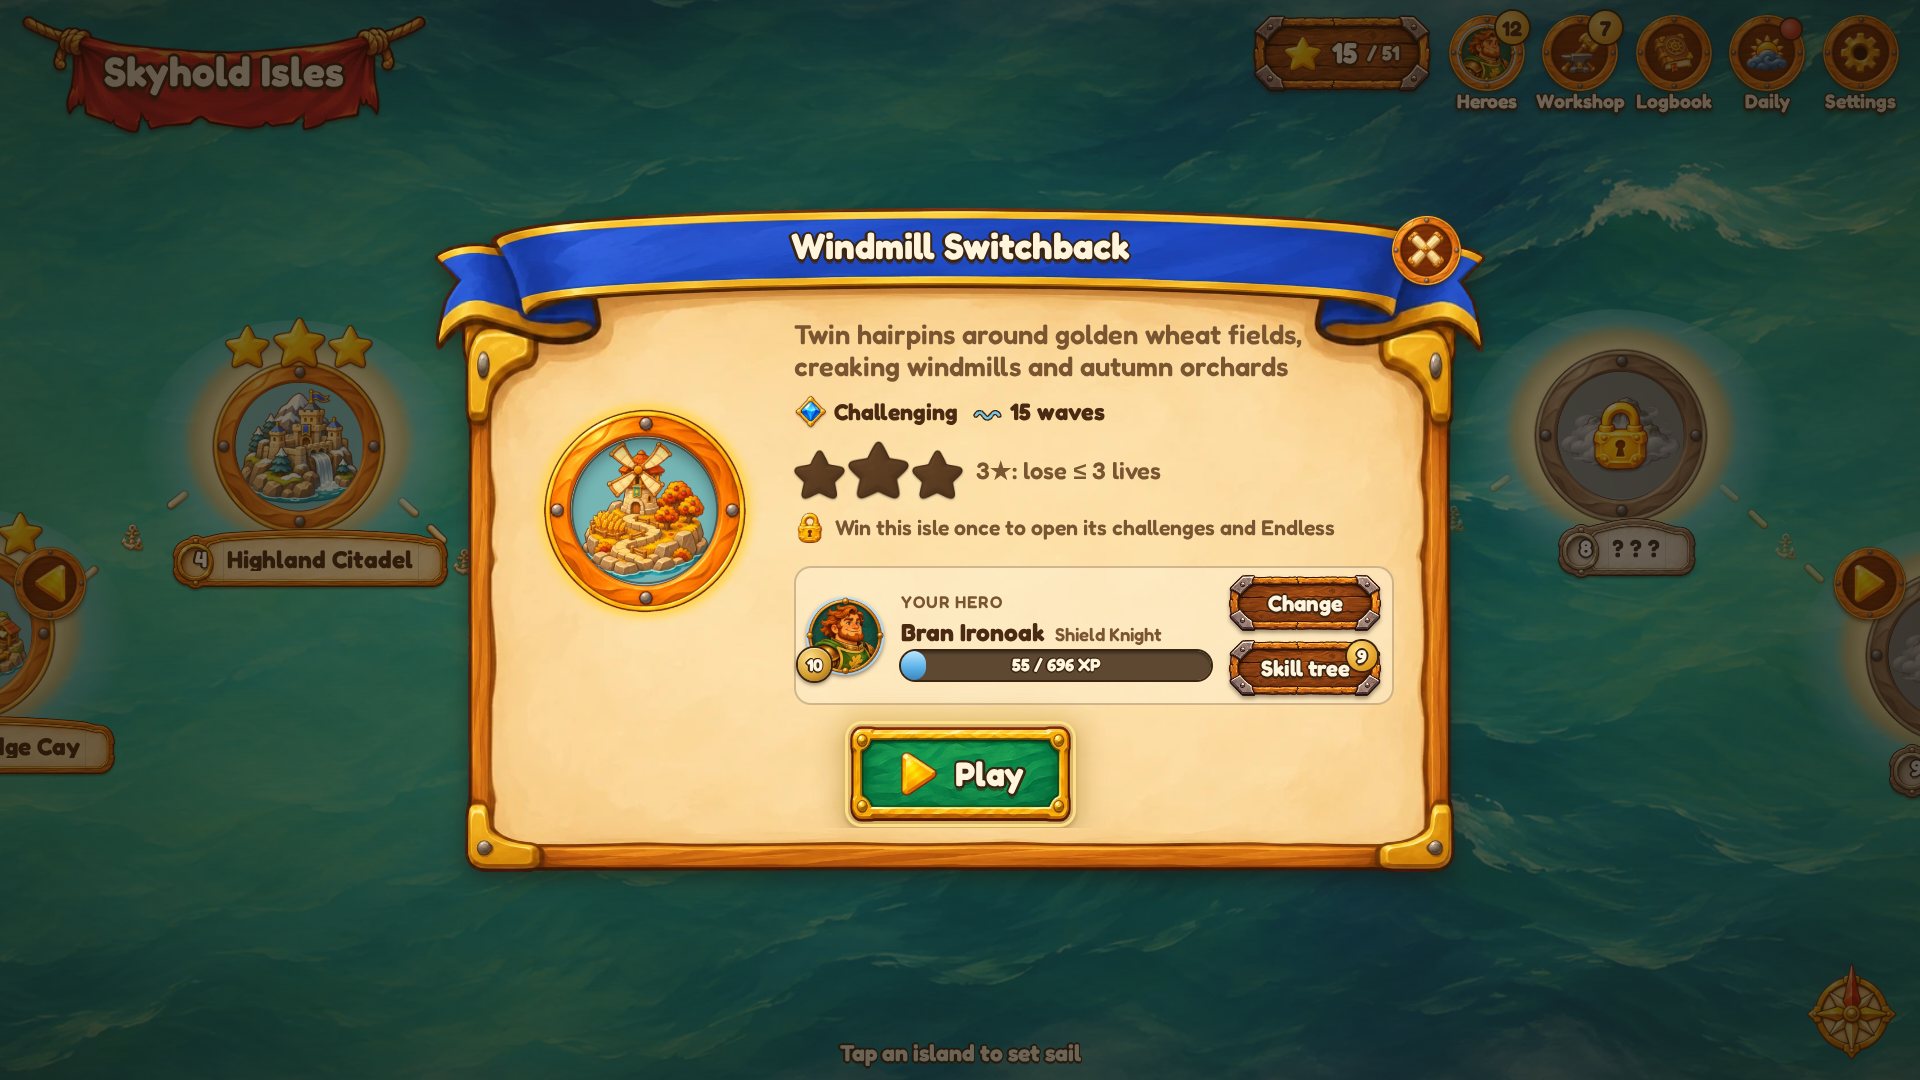 Skyhold Isles
15 / 51
12
Heroes
7
Workshop
Logbook
Daily
Settings
Windmill Switchback
Twin hairpins around golden wheat fields,
creaking windmills and autumn orchards
Challenging 15 waves
3★: lose ≤ 3 lives
Win this isle once to open its challenges and Endless
YOUR HERO
Bran Ironoak Shield Knight
10
55 / 696 XP
Change
Skill tree
9
Play
4 Highland Citadel
8 ???
Cay
9
Tap an island to set sail